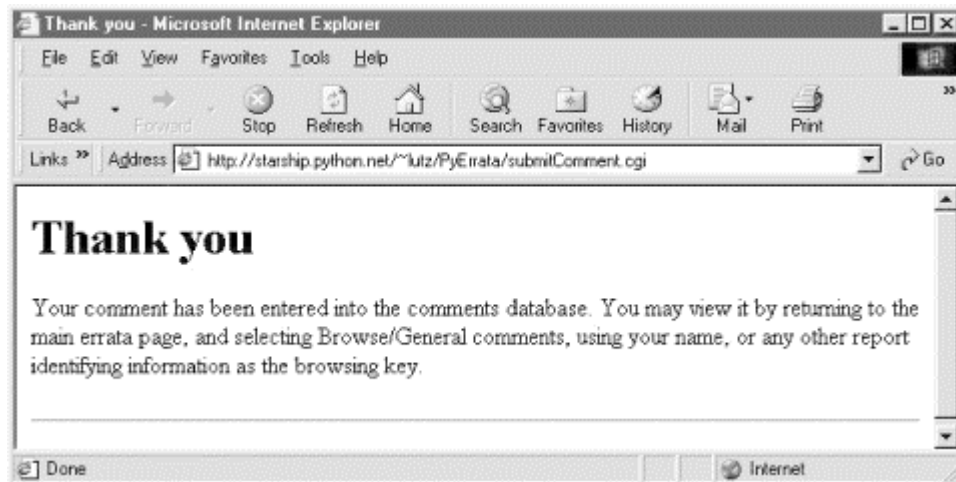 Thank you - Microsoft Internet Explorer
File Edit View Favorites Tools Help
Back Forward Stop Refresh Home Search Favorites History Mail Print »
Links » Address http://starship.python.net/~lutz/PyErrata/submitComment.cgi Go
Thank you
Your comment has been entered into the comments database. You may view it by returning to the
main errata page, and selecting Browse/General comments, using your name, or any other report
identifying information as the browsing key.
Done Internet